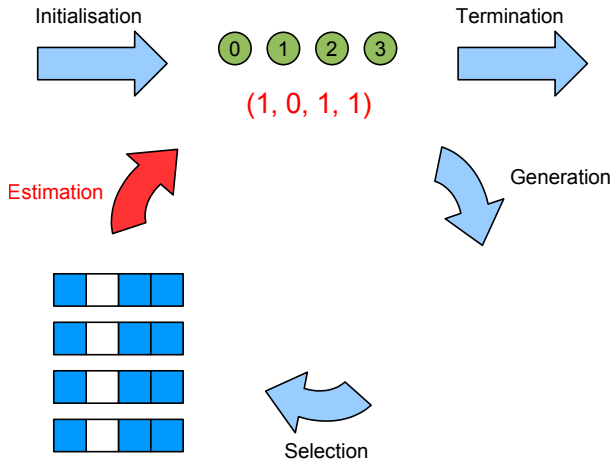 Initialisation
Termination
0 1 2 3
(1, 0, 1, 1)
Generation
Estimation
Selection